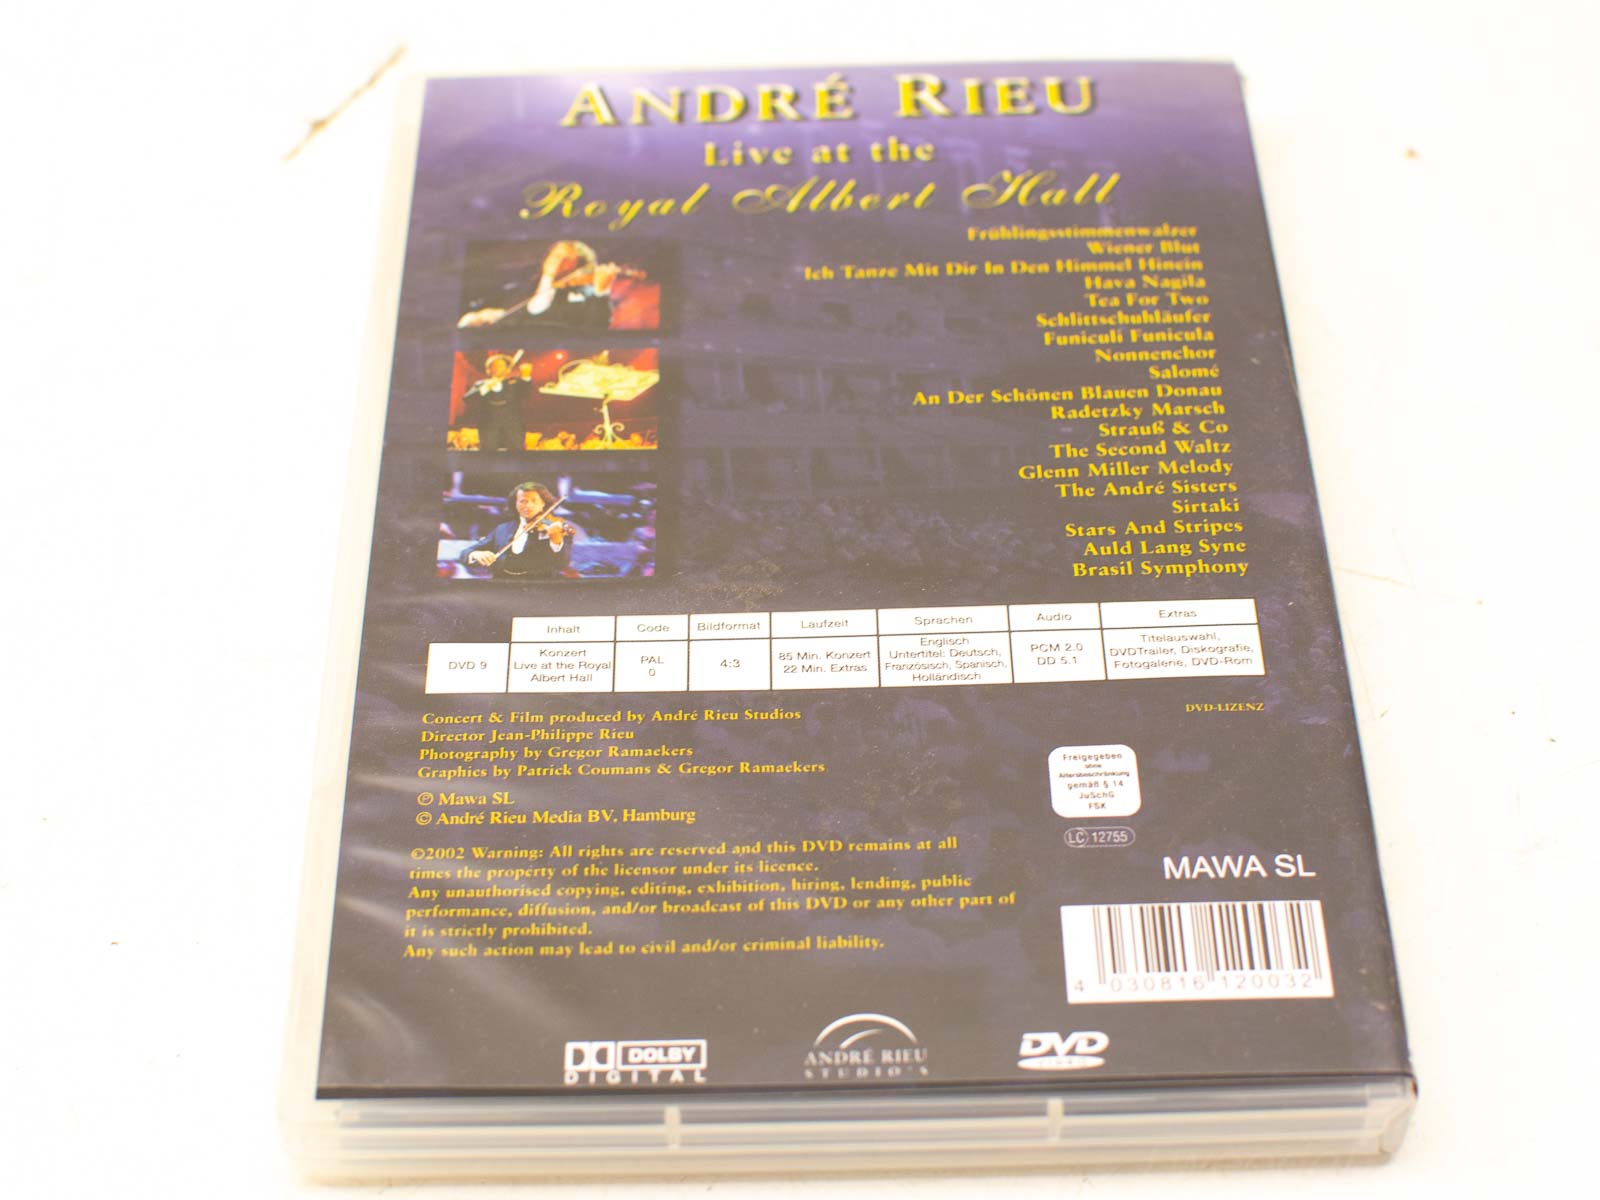 ANDRÉ RIEU
Live at the
Royal Albert Hall
Frühlingsstimmenwalzer
Wiener Blut
Ich Tanze Mit Dir In Den Himmel Hinein
Hava Nagila
Tea For Two
Schlittschuhläufer
Funiculi Funicula
Nonnenchor
Salomé
An Der Schönen Blauen Donau
Radetzky Marsch
Strauß & Co
The Second Waltz
Glenn Miller Melody
The André Sisters
Sirtaki
Stars And Stripes
Auld Lang Syne
Brasil Symphony
Inhalt Code Bildformat Laufzeit Sprachen Audio Extras
DVD 9
Konzert
Live at the Royal
Albert Hall
PAL
0
4:3
85 Min. Konzert
22 Min. Extras
Englisch
Untertitel: Deutsch,
Französisch, Spanisch,
Holländisch
PCM 2.0
DD 5.1
Titelauswahl,
DVDTrailer, Diskografie,
Fotogalerie, DVD-Rom
DVD-LIZENZ
Concert & Film produced by André Rieu Studios
Director Jean-Philippe Rieu
Photography by Gregor Ramaekers
Graphics by Patrick Coumans & Gregor Ramaekers
℗ Mawa SL
© André Rieu Media BV. Hamburg
©2002 Warning: All rights are reserved and this DVD remains at all
times the property of the licensor under its licence.
Any unauthorised copying, editing, exhibition, hiring, lending, public
performance, diffusion, and/or broadcast of this DVD or any other part of
it is strictly prohibited.
Any such action may lead to civil and/or criminal liability.
Freigegeben
ohne
Altersbeschränkung
gemäß § 14
JuSchG
FSK
LC 12755
MAWA SL
4 030816 120032
DOLBY
DIGITAL
ANDRÉ RIEU
STUDIO'S
DVD
VIDEO